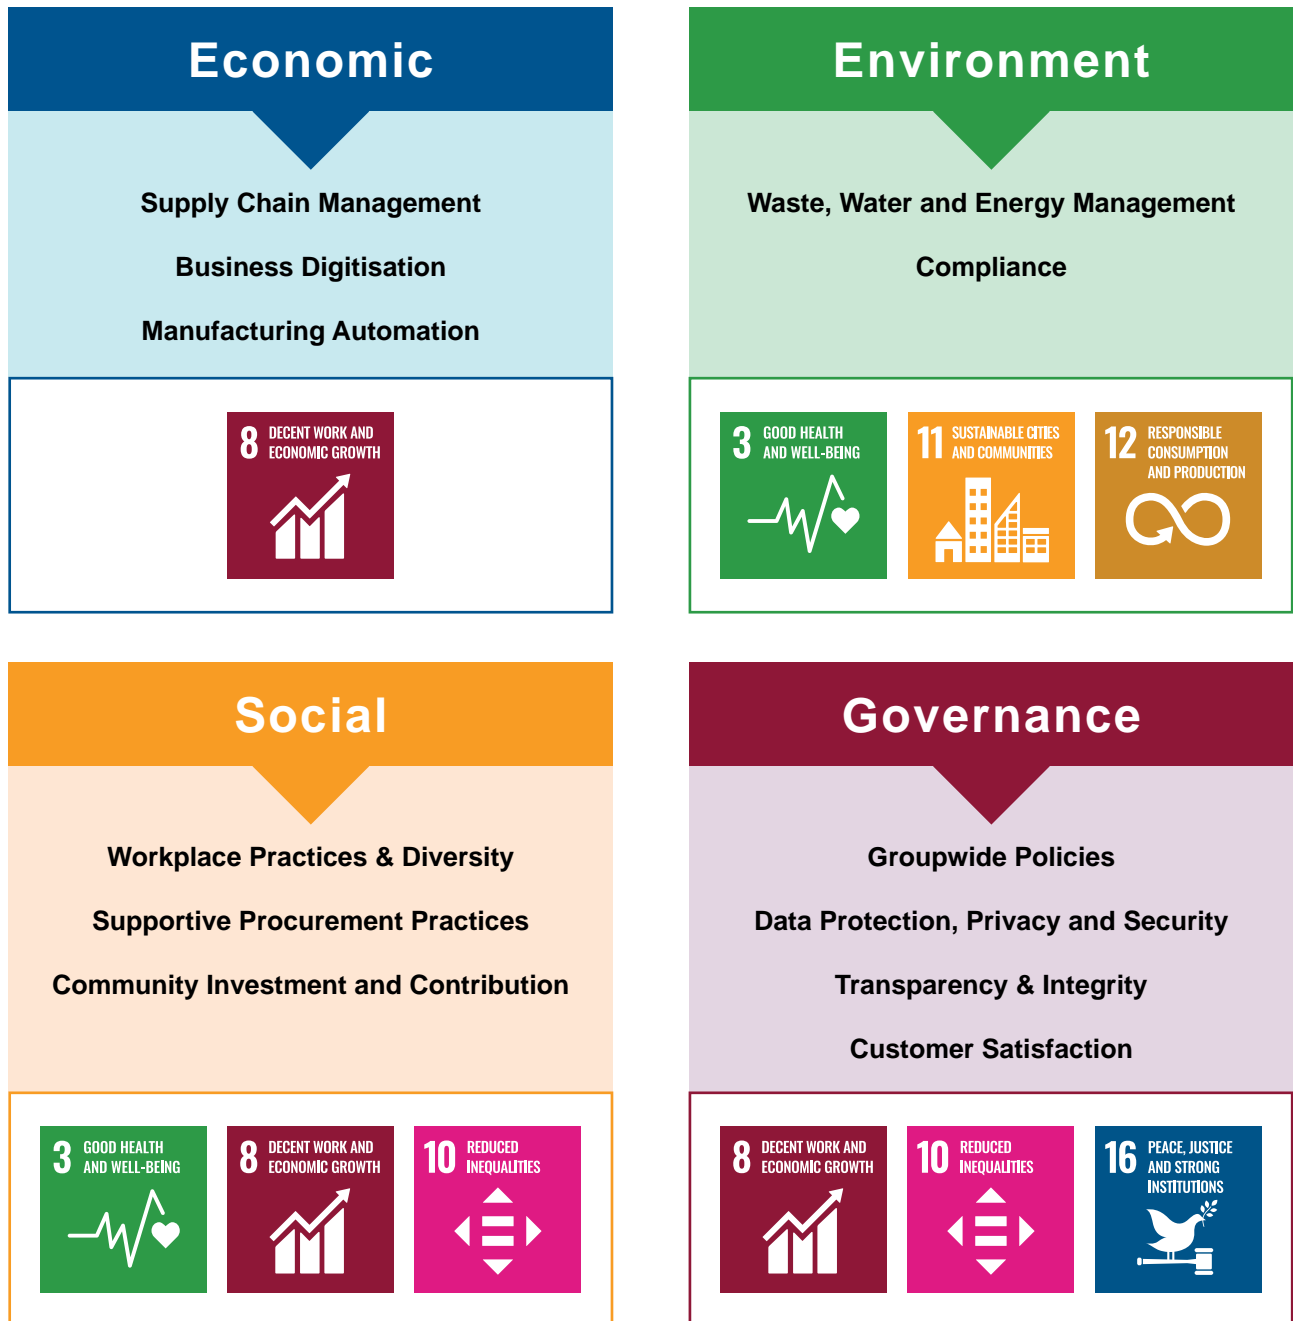 Economic
Supply Chain Management
Business Digitisation
Manufacturing Automation
8 DECENT WORK AND
ECONOMIC GROWTH
Environment
Waste, Water and Energy Management
Compliance
3 GOOD HEALTH
AND WELL-BEING
11 SUSTAINABLE CITIES
AND COMMUNITIES
12 RESPONSIBLE
CONSUMPTION
AND PRODUCTION
Social
Workplace Practices & Diversity
Supportive Procurement Practices
Community Investment and Contribution
3 GOOD HEALTH
AND WELL-BEING
8 DECENT WORK AND
ECONOMIC GROWTH
10 REDUCED
INEQUALITIES
Governance
Groupwide Policies
Data Protection, Privacy and Security
Transparency & Integrity
Customer Satisfaction
8 DECENT WORK AND
ECONOMIC GROWTH
10 REDUCED
INEQUALITIES
16 PEACE, JUSTICE
AND STRONG
INSTITUTIONS